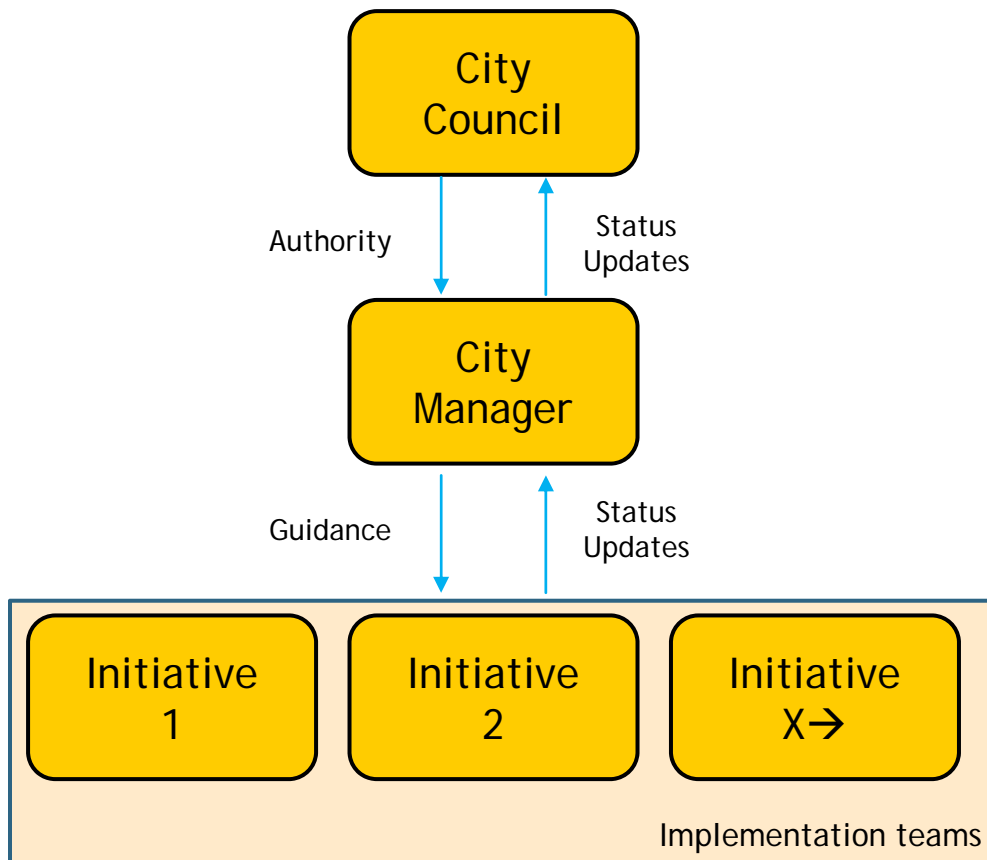 City
Council
Authority
Status
Updates
City
Manager
Guidance
Status
Updates
Initiative
1
Initiative
2
Initiative
X→
Implementation teams